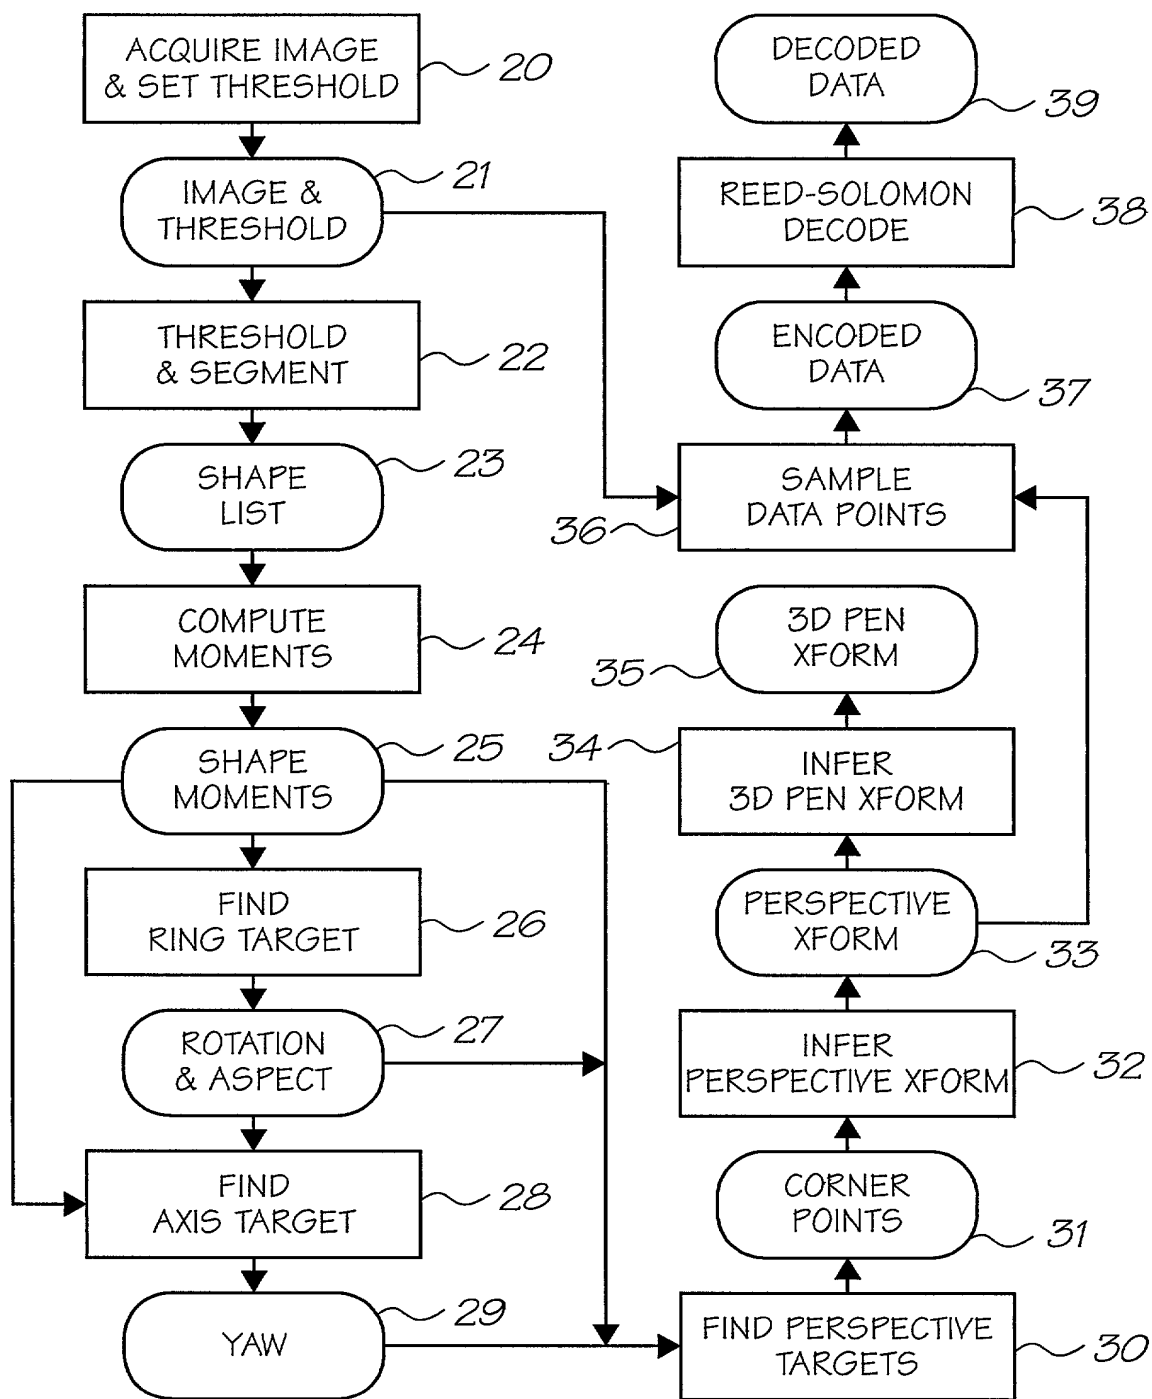 ACQUIRE IMAGE
& SET THRESHOLD
20
IMAGE &
THRESHOLD
21
THRESHOLD
& SEGMENT
22
SHAPE
LIST
23
COMPUTE
MOMENTS
24
SHAPE
MOMENTS
25
FIND
RING TARGET
26
ROTATION
& ASPECT
27
FIND
AXIS TARGET
28
YAW
29
DECODED
DATA
39
REED-SOLOMON
DECODE
38
ENCODED
DATA
37
SAMPLE
DATA POINTS
36
3D PEN
XFORM
35
34
INFER
3D PEN XFORM
PERSPECTIVE
XFORM
33
INFER
PERSPECTIVE XFORM
32
CORNER
POINTS
31
FIND PERSPECTIVE
TARGETS
30